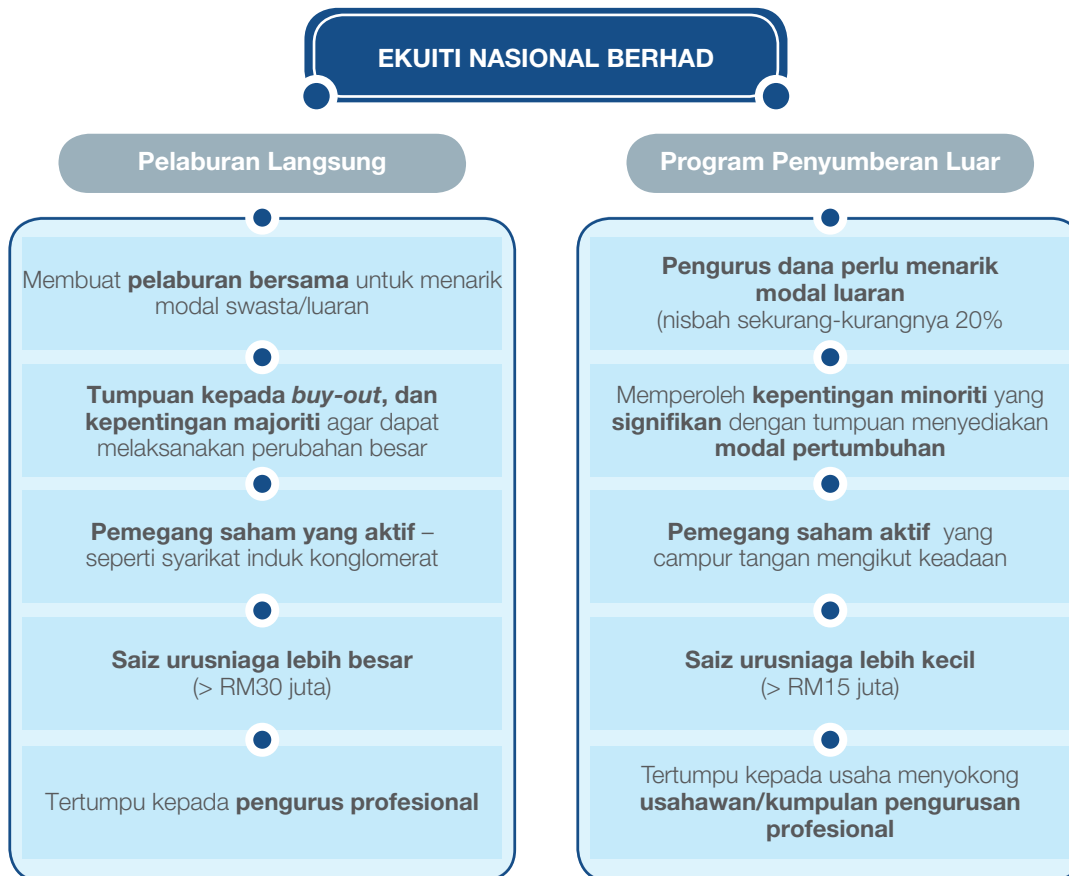 EKUITI NASIONAL BERHAD
Pelaburan Langsung
Membuat pelaburan bersama untuk menarik
modal swasta/luaran
Tumpuan kepada buy-out, dan
kepentingan majoriti agar dapat
melaksanakan perubahan besar
Pemegang saham yang aktif –
seperti syarikat induk konglomerat
Saiz urusniaga lebih besar
(> RM30 juta)
Tertumpu kepada pengurus profesional
Program Penyumberan Luar
Pengurus dana perlu menarik
modal luaran
(nisbah sekurang-kurangnya 20%
Memperoleh kepentingan minoriti yang
signifikan dengan tumpuan menyediakan
modal pertumbuhan
Pemegang saham aktif yang
campur tangan mengikut keadaan
Saiz urusniaga lebih kecil
(> RM15 juta)
Tertumpu kepada usaha menyokong
usahawan/kumpulan pengurusan
profesional